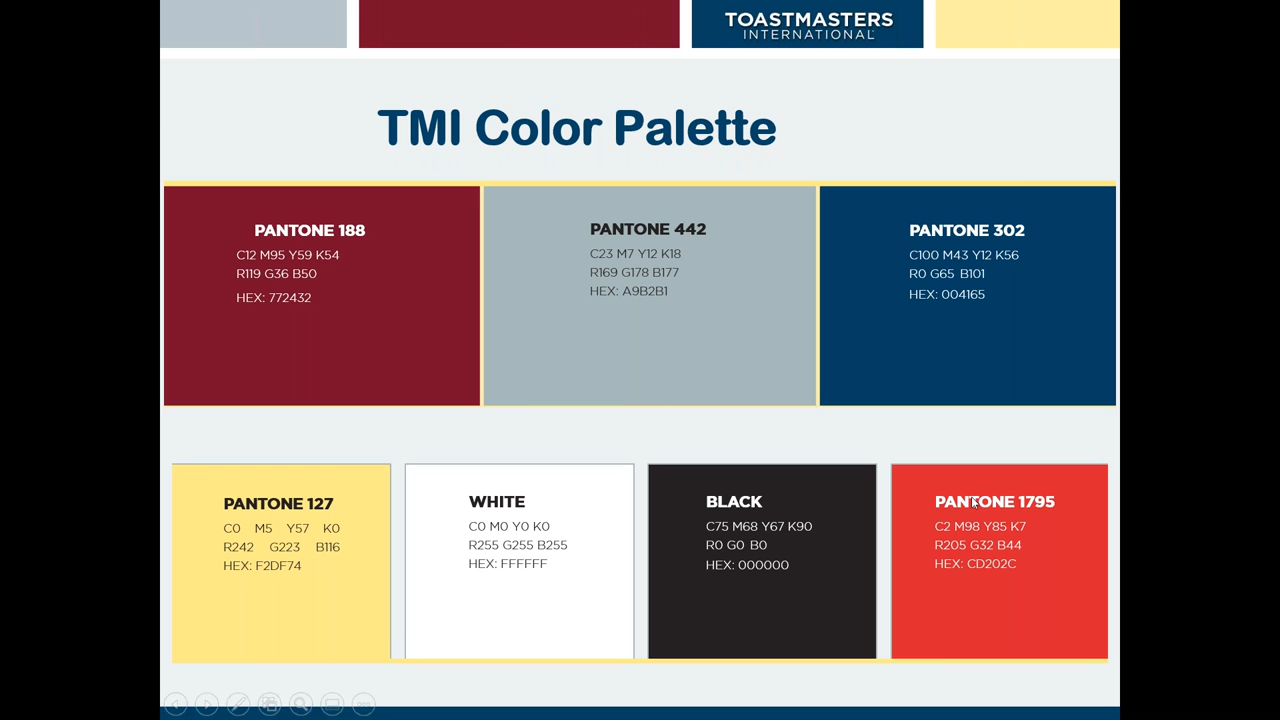 TOASTMASTERS
INTERNATIONAL
TMI Color Palette
PANTONE 188
C12 M95 Y59 K54
R119 G36 B50
HEX: 772432
PANTONE 442
C23 M7 Y12 K18
R169 G178 B177
HEX: A9B2B1
PANTONE 302
C100 M43 Y12 K56
R0 G65 B101
HEX: 004165
PANTONE 127
C0 M5 Y57 K0
R242 G223 B116
HEX: F2DF74
WHITE
C0 M0 Y0 K0
R255 G255 B255
HEX: FFFFFF
BLACK
C75 M68 Y67 K90
R0 G0 B0
HEX: 000000
PANTONE 1795
C2 M98 Y85 K7
R205 G32 B44
HEX: CD202C